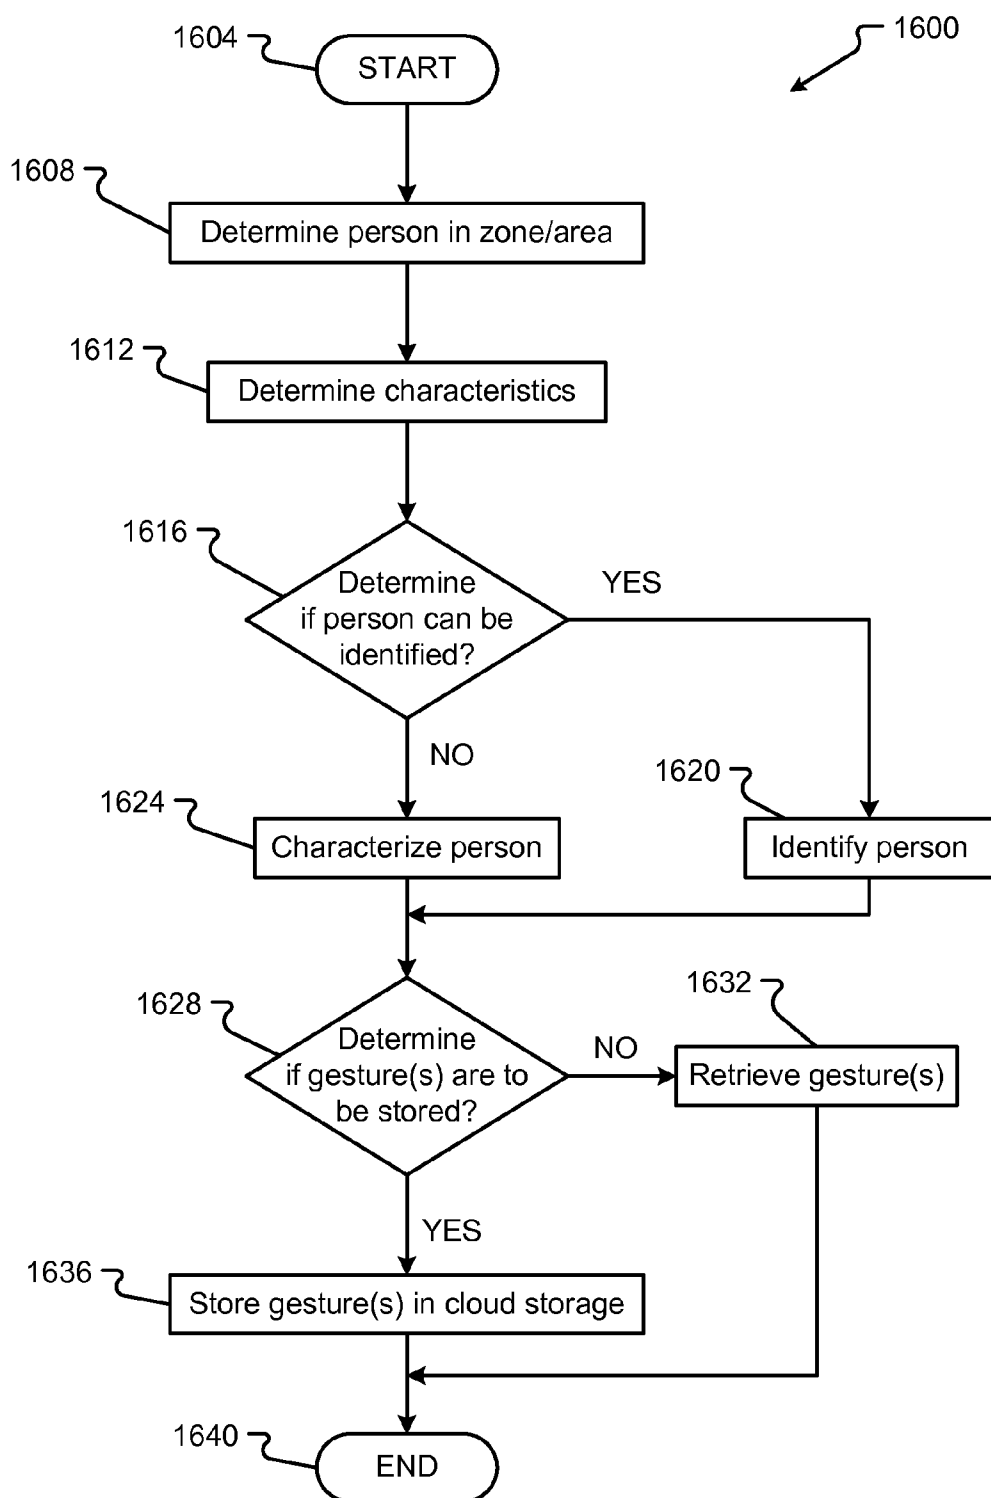 1600
1604
START
1608
Determine person in zone/area
1612
Determine characteristics
1616
Determine
if person can be
identified?
YES
NO
1620
1624
Characterize person
Identify person
1628
Determine
if gesture(s) are to
be stored?
NO
1632
Retrieve gesture(s)
YES
1636
Store gesture(s) in cloud storage
1640
END